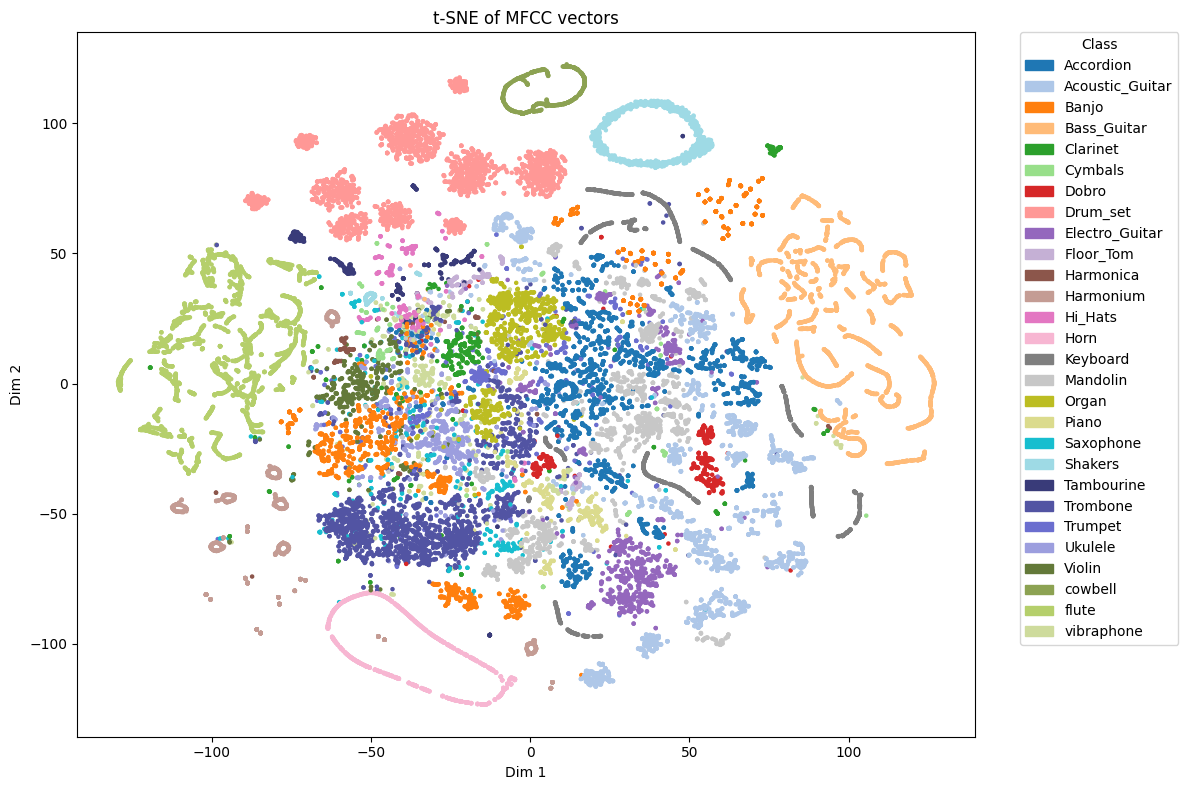 t-SNE of MFCC vectors
Class
Accordion
Acoustic_Guitar
Banjo
Bass_Guitar
Clarinet
Cymbals
Dobro
Drum_set
Electro_Guitar
Floor_Tom
Harmonica
Harmonium
Hi_Hats
Horn
Keyboard
Mandolin
Organ
Piano
Saxophone
Shakers
Tambourine
Trombone
Trumpet
Ukulele
Violin
cowbell
flute
vibraphone
Dim 2
100
50
0
−50
−100
−100
−50
0
50
100
Dim 1